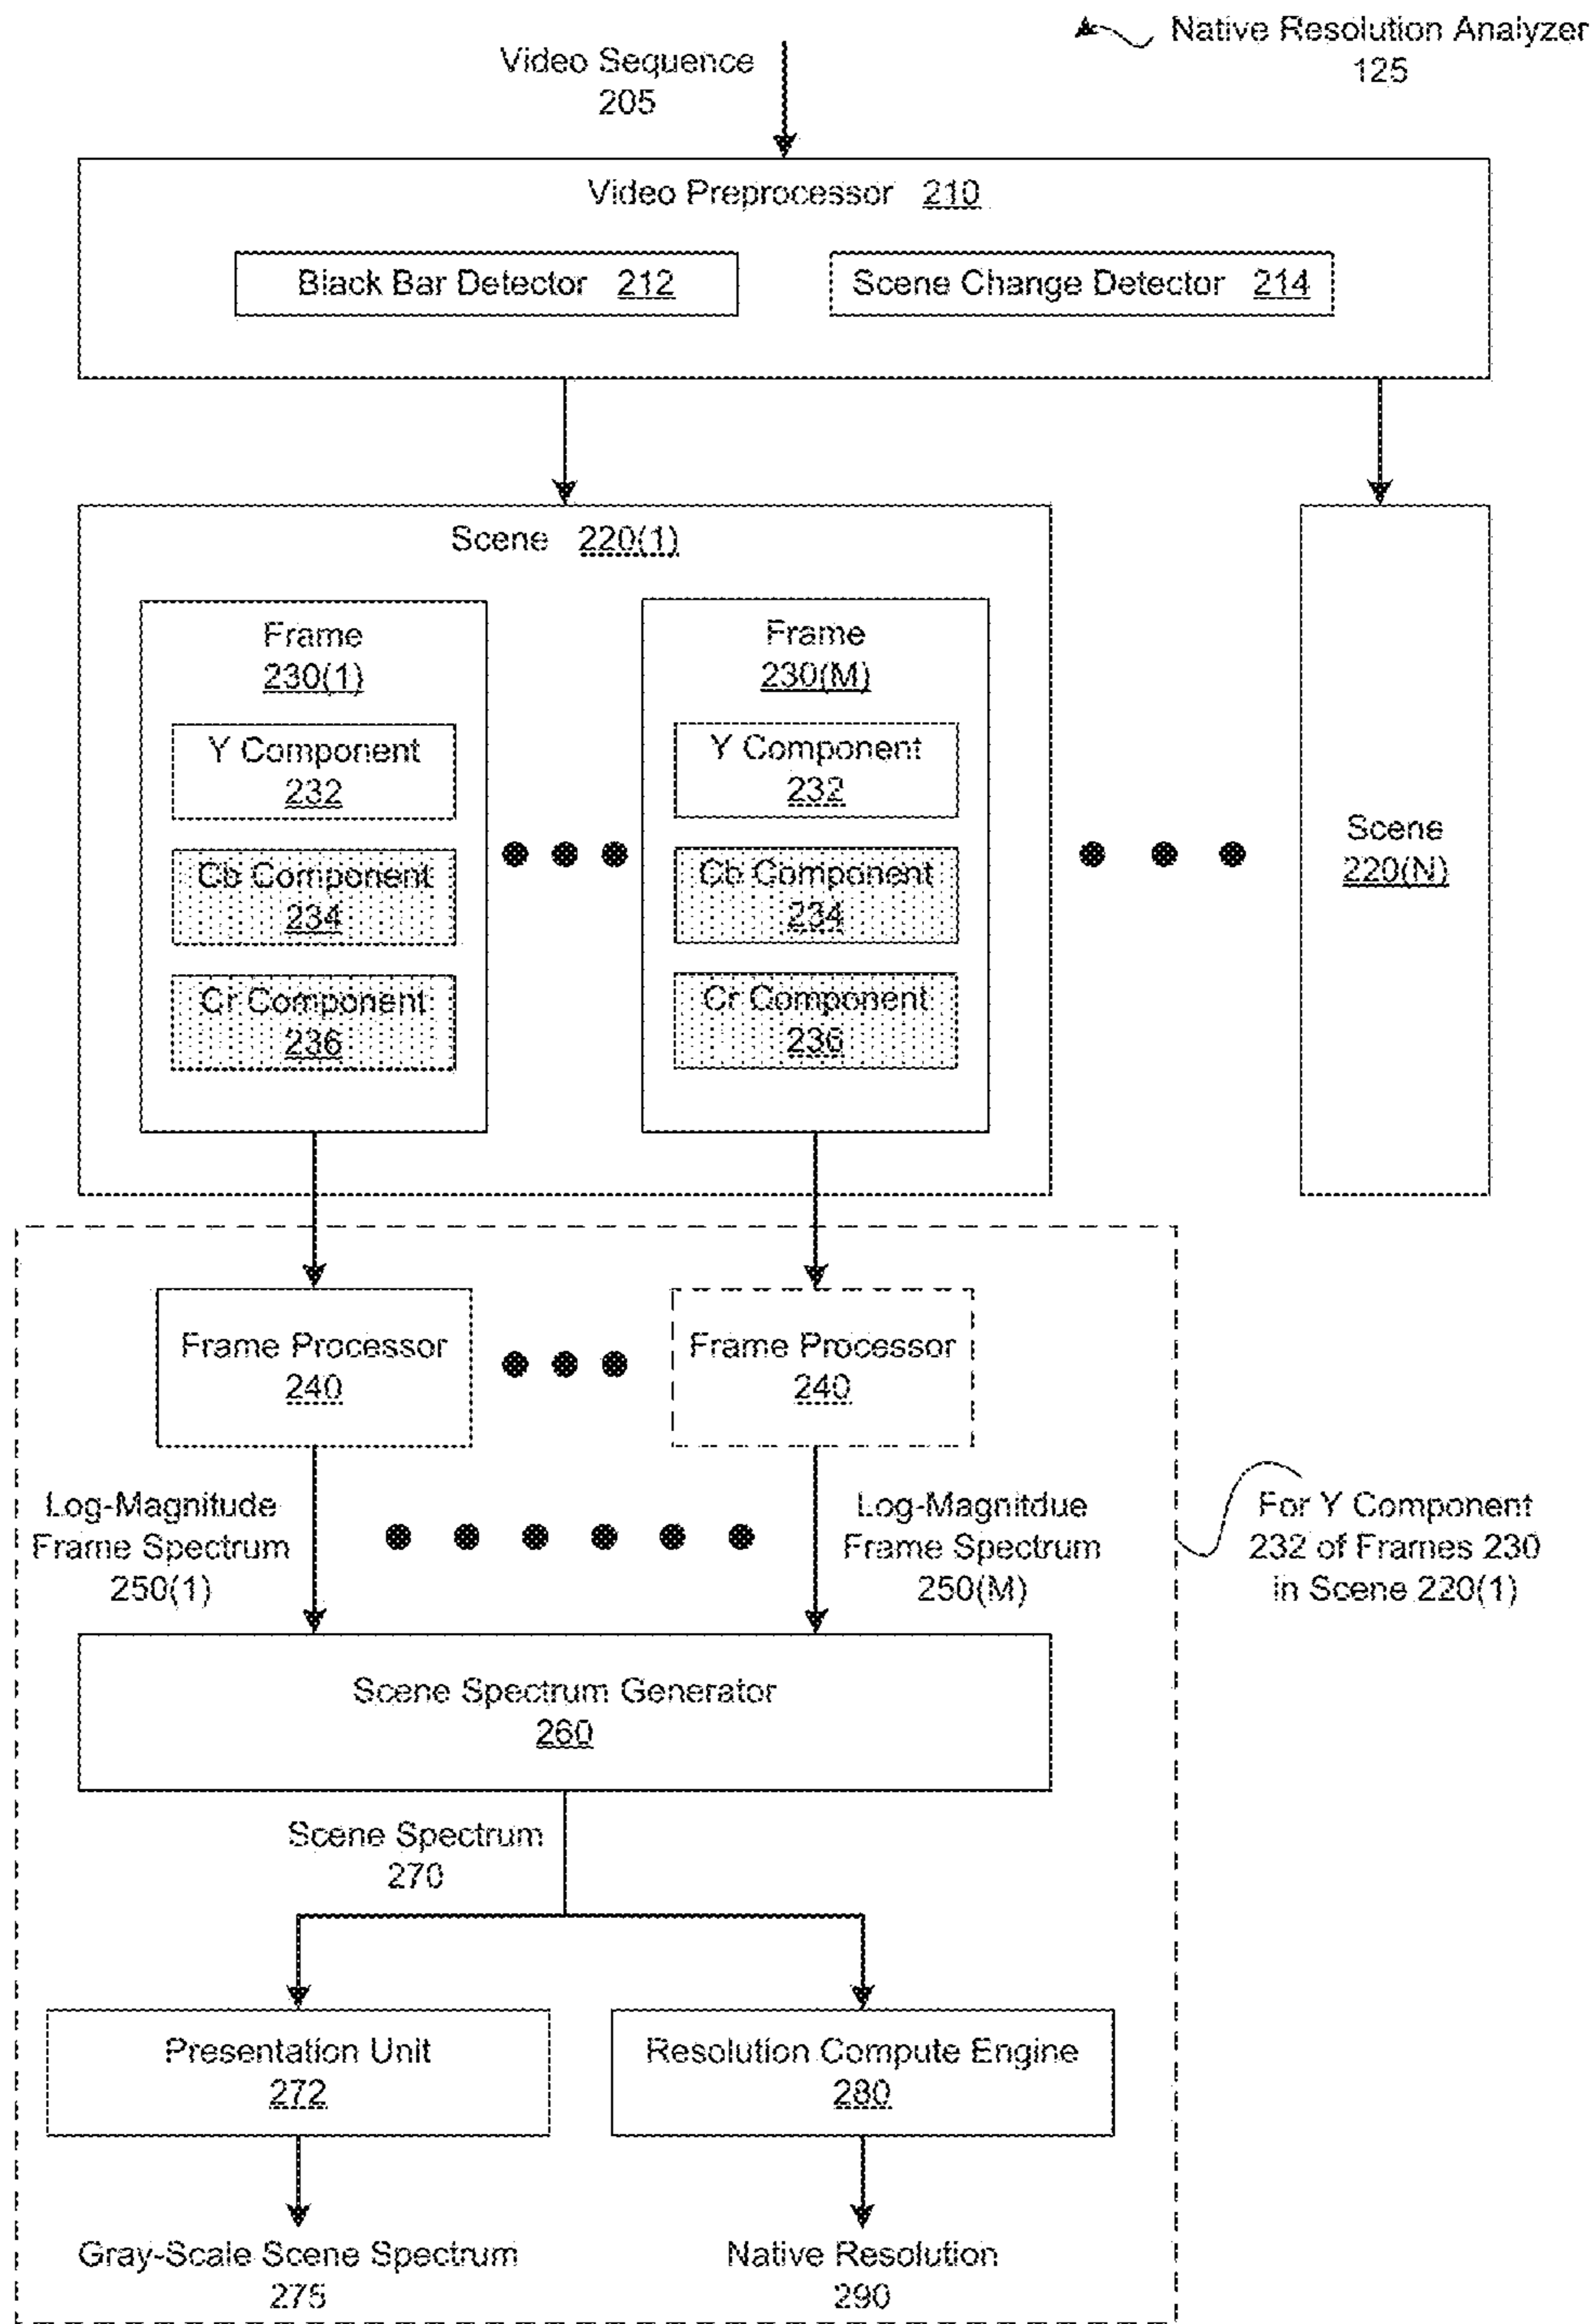 Native Resolution Analyzer
125
Video Sequence
205
Video Preprocessor 210
Black Bar Detector 212
Scene Change Detector 214
Scene 220(1)
Frame
230(1)
Y Component
232
Cb Component
234
Cr Component
236
Frame
230(M)
Y Component
232
Cb Component
234
Cr Component
236
Scene
220(N)
Frame Processor
240
Frame Processor
240
Log-Magnitude
Frame Spectrum
250(1)
Log-Magnitdue
Frame Spectrum
250(M)
For Y Component
232 of Frames 230
in Scene 220(1)
Scene Spectrum Generator
260
Scene Spectrum
270
Presentation Unit
272
Resolution Compute Engine
280
Gray-Scale Scene Spectrum
275
Native Resolution
290